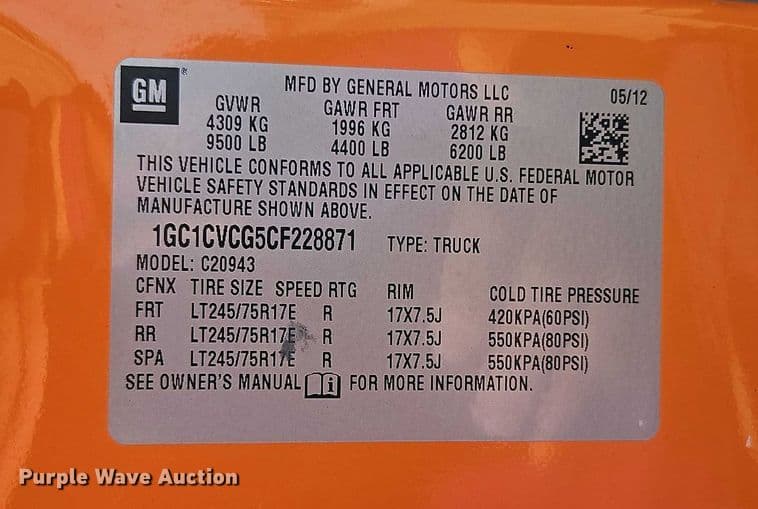 GM ®
MFD BY GENERAL MOTORS LLC 05/12
GVWR GAWR FRT GAWR RR
4309 KG 1996 KG 2812 KG
9500 LB 4400 LB 6200 LB
THIS VEHICLE CONFORMS TO ALL APPLICABLE U.S. FEDERAL MOTOR
VEHICLE SAFETY STANDARDS IN EFFECT ON THE DATE OF
MANUFACTURE SHOWN ABOVE.
1GC1CVCG5CF228871 TYPE: TRUCK
MODEL: C20943
CFNX TIRE SIZE SPEED RTG RIM COLD TIRE PRESSURE
FRT LT245/75R17E R 17X7.5J 420KPA(60PSI)
RR LT245/75R17E R 17X7.5J 550KPA(80PSI)
SPA LT245/75R17E R 17X7.5J 550KPA(80PSI)
SEE OWNER'S MANUAL i FOR MORE INFORMATION.
Purple Wave Auction